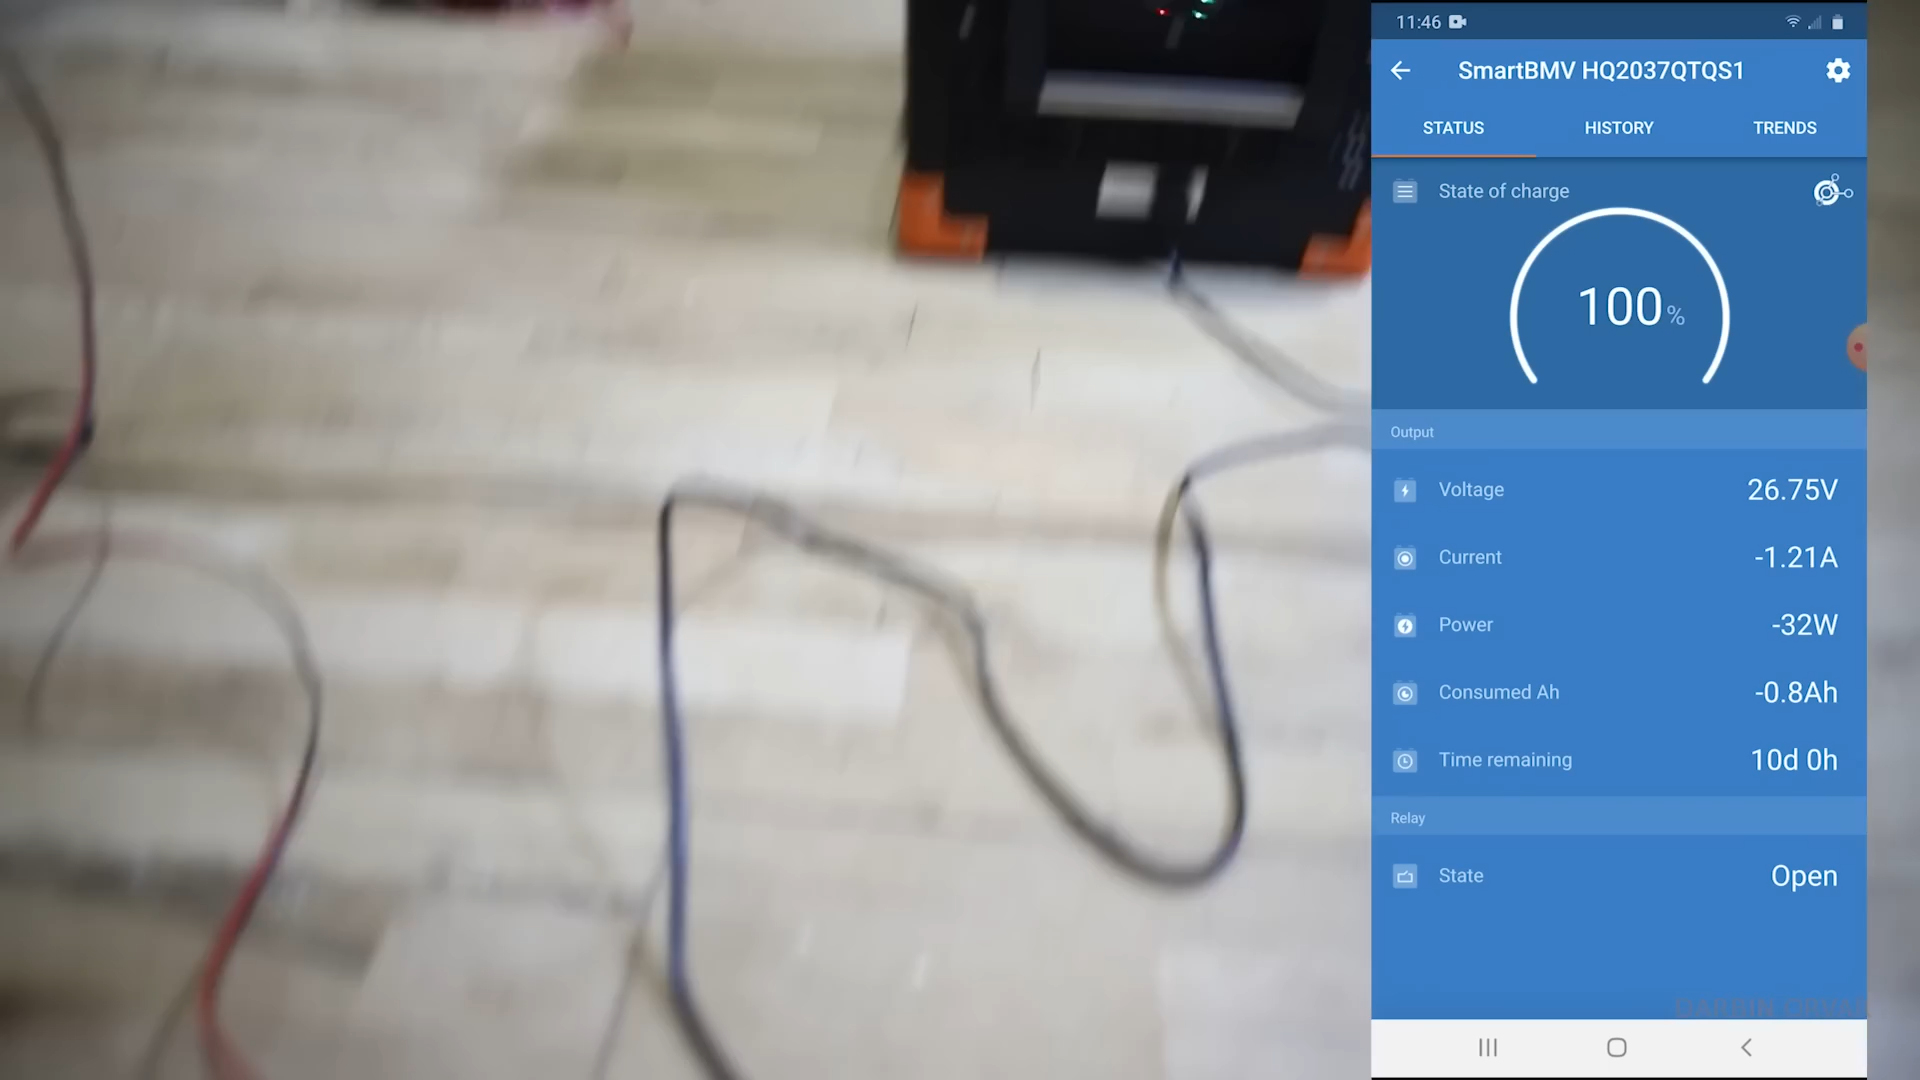 11:46
SmartBMV HQ2037QTQS1
STATUS HISTORY TRENDS
State of charge
100%
Output
Voltage 26.75V
Current -1.21A
Power -32W
Consumed Ah -0.8Ah
Time remaining 10d 0h
Relay
State Open